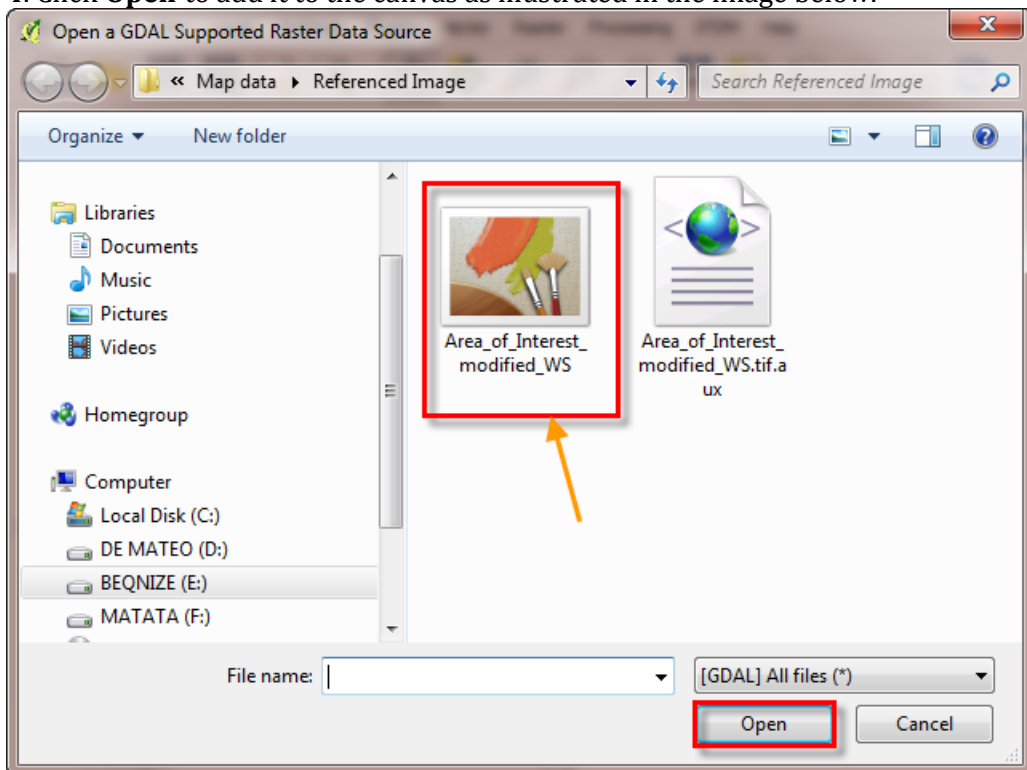 Open a GDAL Supported Raster Data Source
« Map data Referenced Image
Search Referenced Image
Organize New folder
Libraries
Documents
Music
Pictures
Videos
Homegroup
Computer
Local Disk (C:)
DE MATEO (D:)
BEQNIZE (E:)
MATATA (F:)
Area_of_Interest_
modified_WS
Area_of_Interest_
modified_WS.tif.a
ux
File name:
[GDAL] All files (*)
Open Cancel